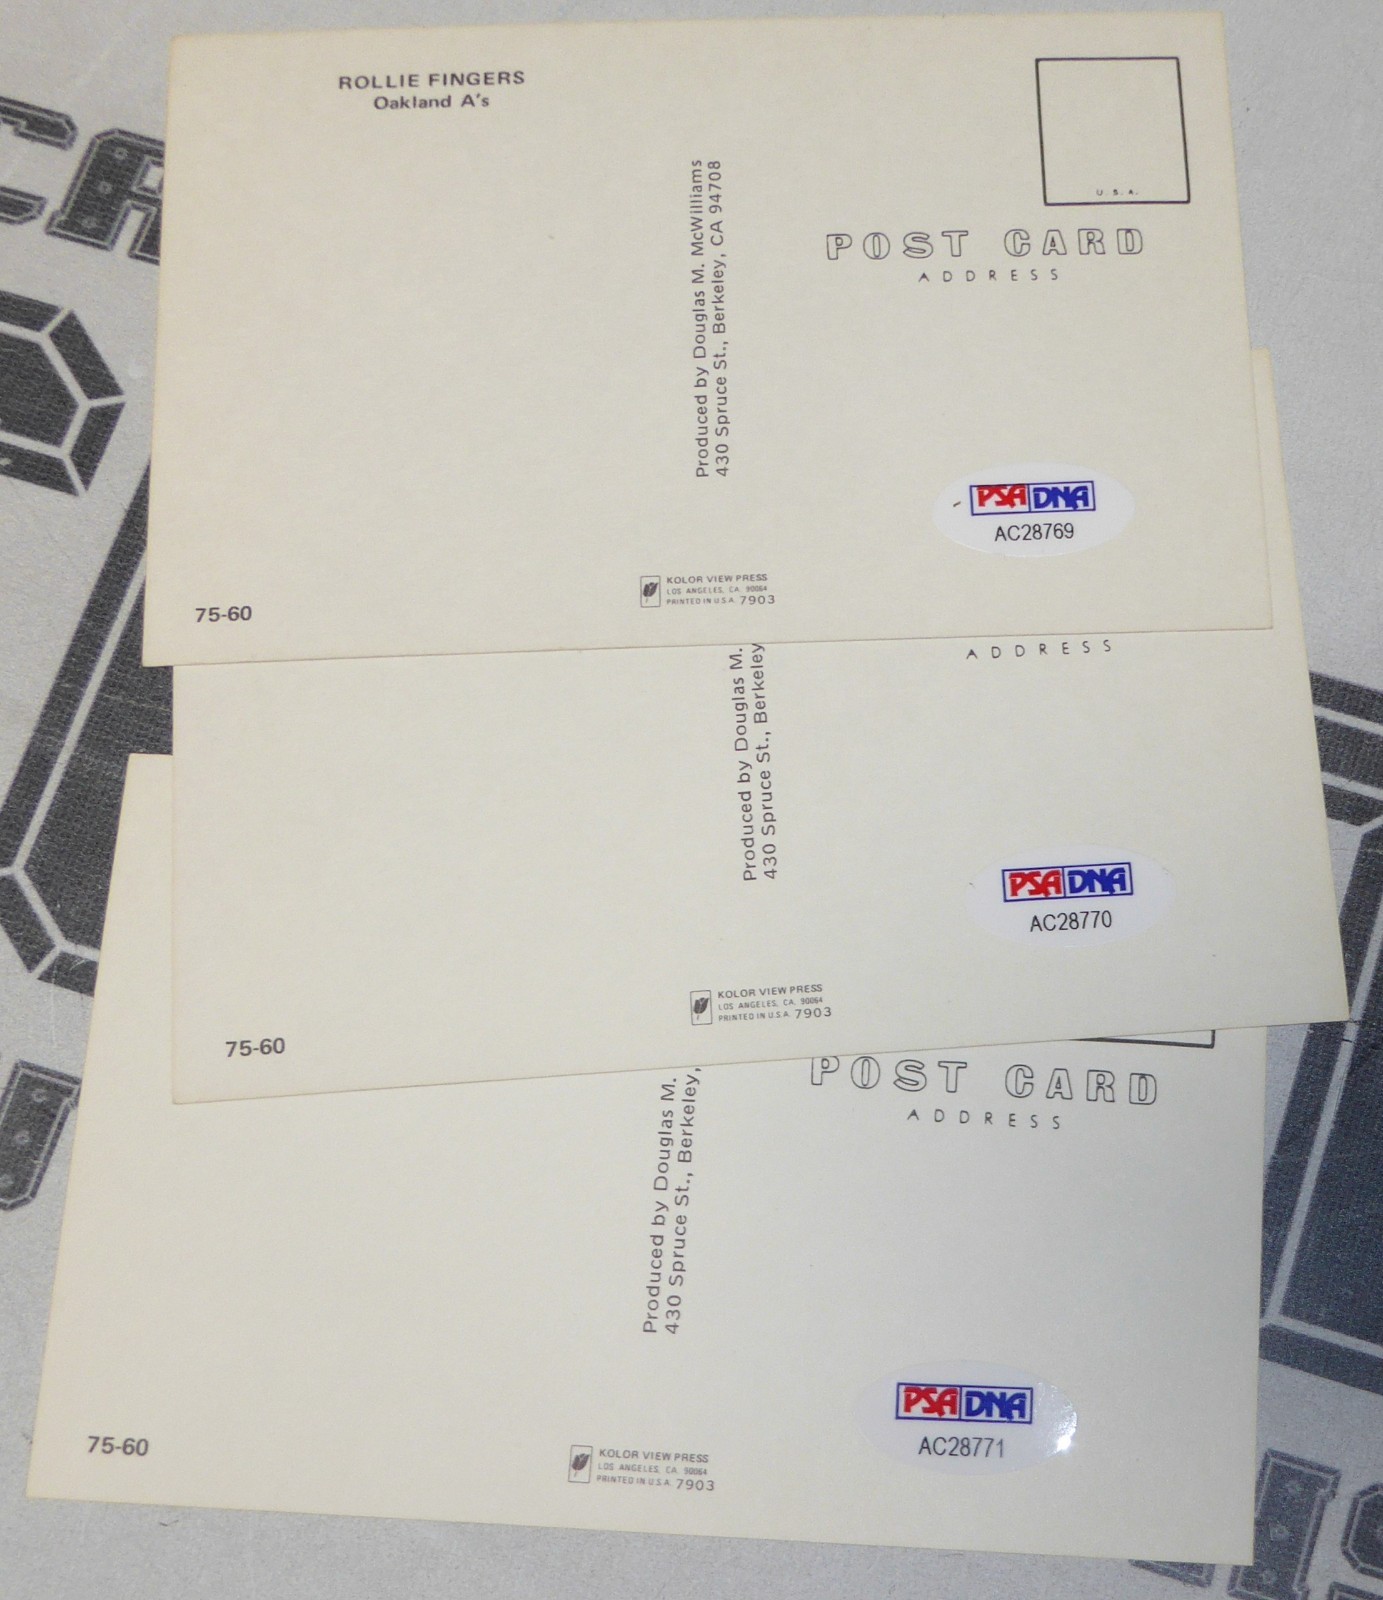 ROLLIE FINGERS
Oakland A's
U.S.A.
POST CARD
ADDRESS
Produced by Douglas M. McWilliams
430 Spruce St., Berkeley, CA 94708
PSA DNA
AC28769
KOLOR VIEW PRESS
LOS ANGELES, CA. 90064
PRINTED IN U.S.A. 7903
75-60
ADDRESS
Produced by Douglas M.
430 Spruce St., Berkeley
PSA DNA
AC28770
KOLOR VIEW PRESS
LOS ANGELES, CA. 90064
PRINTED IN U.S.A. 7903
75-60
POST CARD
ADDRESS
Produced by Douglas M.
430 Spruce St., Berkeley,
PSA DNA
AC28771
KOLOR VIEW PRESS
LOS ANGELES, CA. 90064
PRINTED IN U.S.A. 7903
75-60